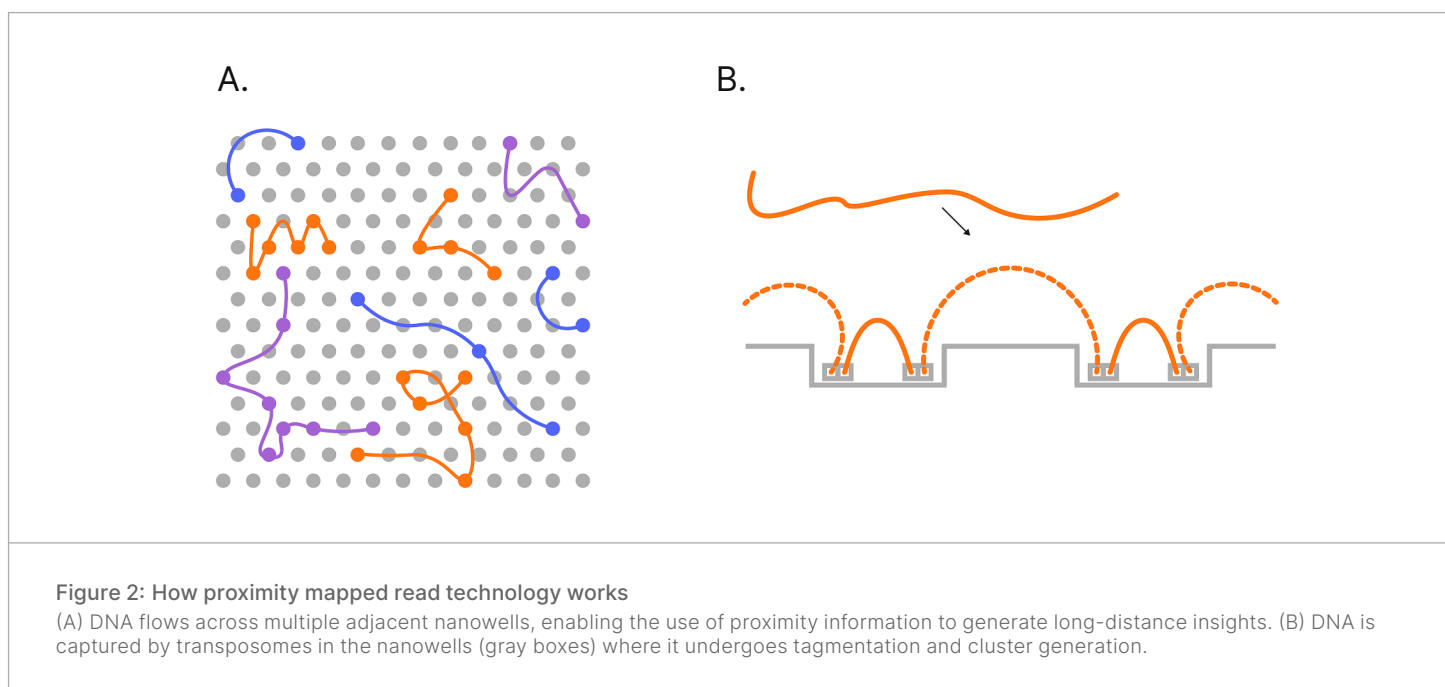 A.
B.
Figure 2: How proximity mapped read technology works
(A) DNA flows across multiple adjacent nanowells, enabling the use of proximity information to generate long-distance insights. (B) DNA is
captured by transposomes in the nanowells (gray boxes) where it undergoes tagmentation and cluster generation.